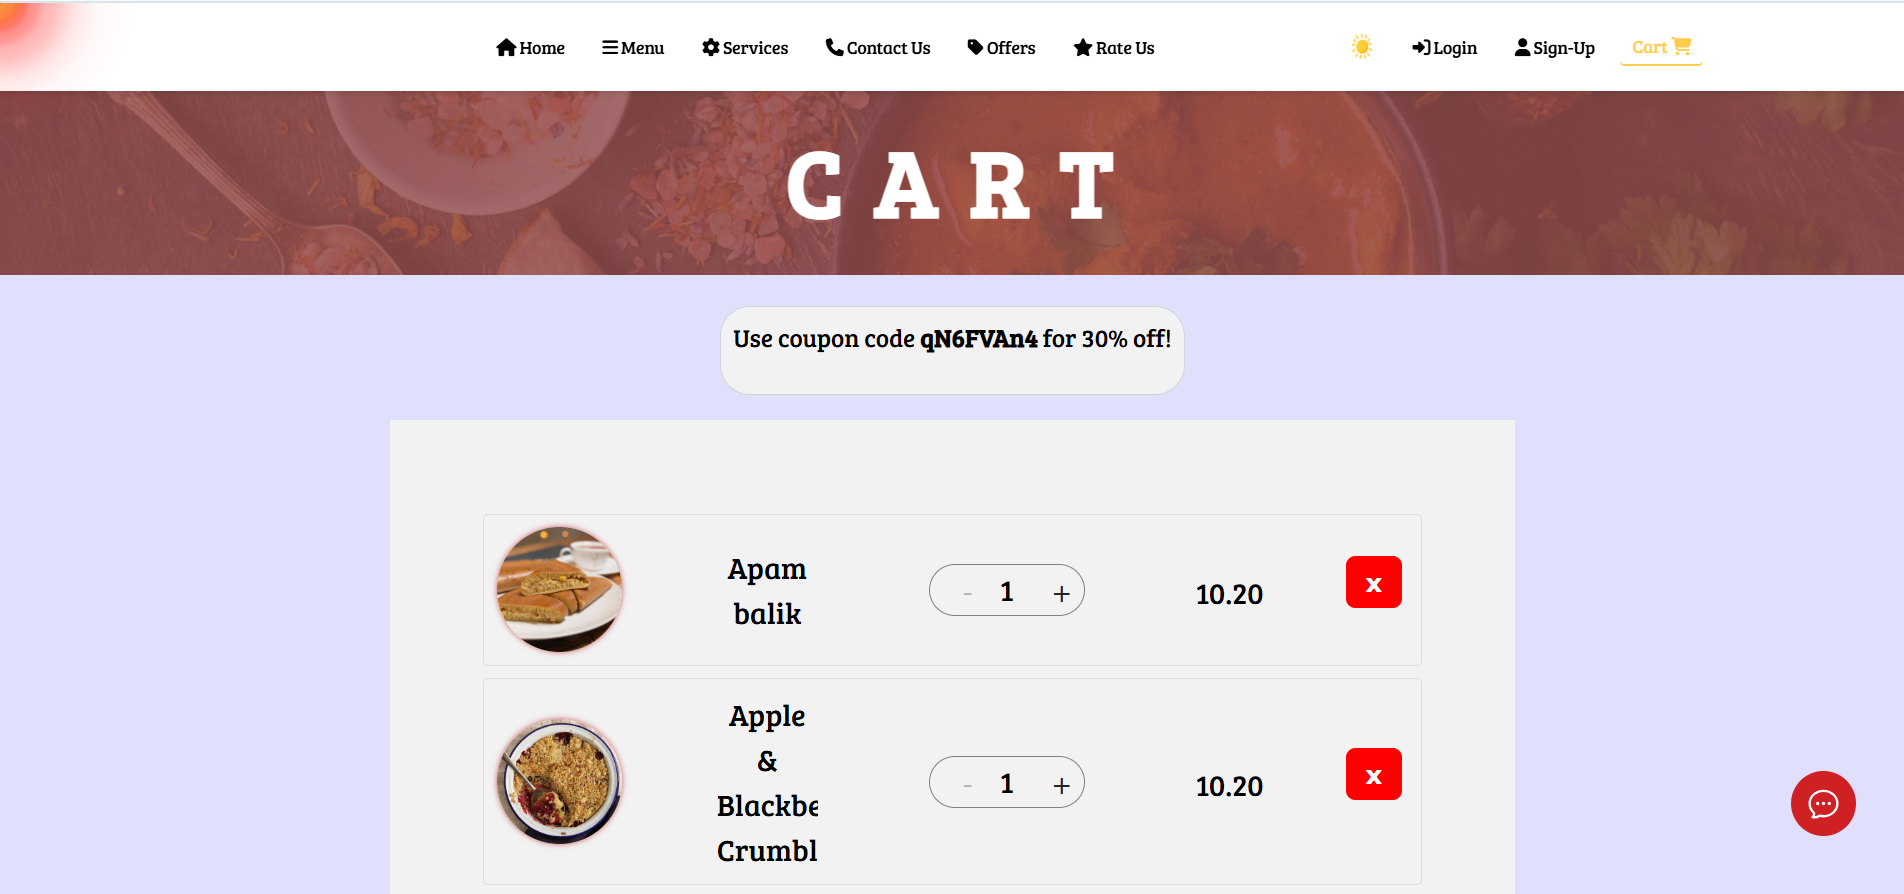 Home Menu Services Contact Us Offers Rate Us Login Sign-Up Cart
CART
Use coupon code qN6FVAn4 for 30% off!
Apam
balik
- 1 + 10.20 x
Apple
&
Blackbe
Crumbl
- 1 + 10.20 x